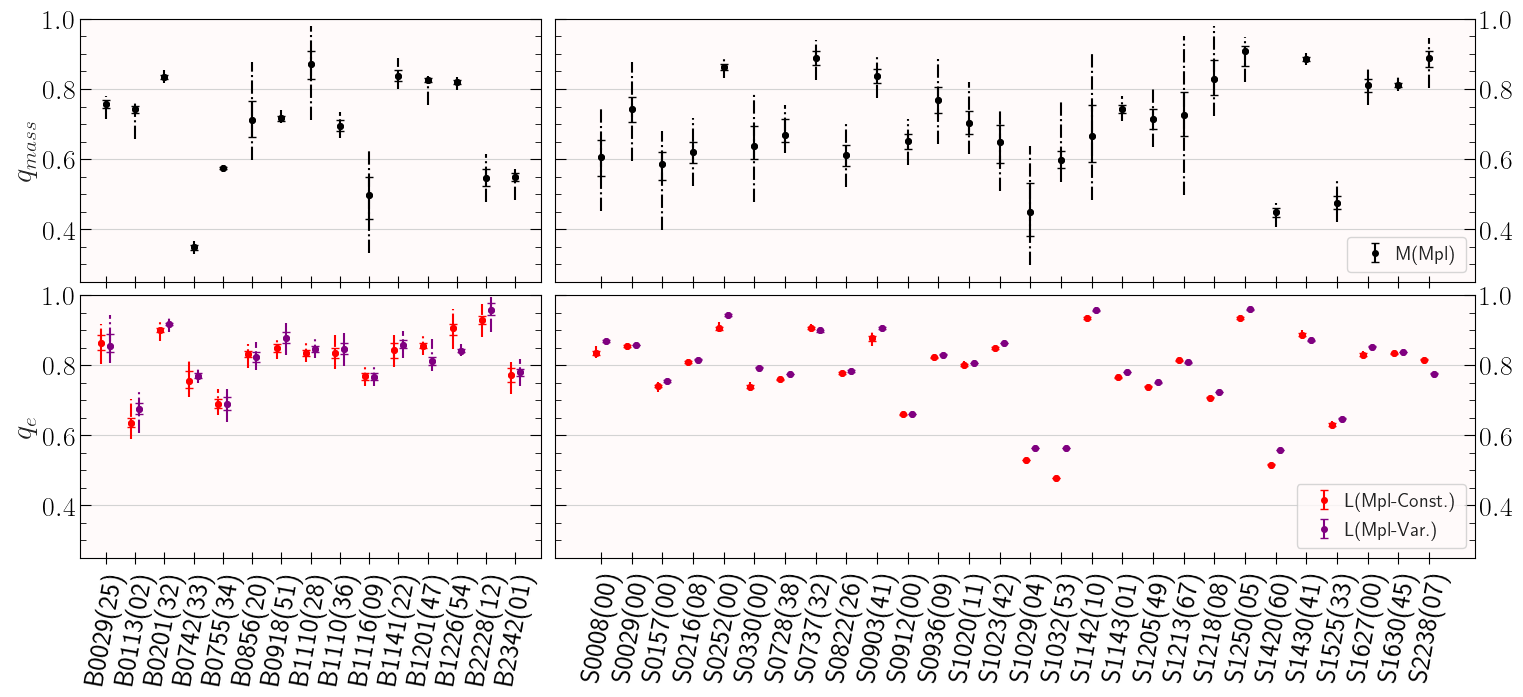 1.0
0.8
0.6
0.4
q_{mass}
1.0
0.8
0.6
0.4
M(Mpl)
1.0
0.8
0.6
0.4
q_e
1.0
0.8
0.6
0.4
L(Mpl-Const.)
L(Mpl-Var.)
B0029(25)
B0113(02)
B0201(32)
B0742(33)
B0755(34)
B0856(20)
B0918(51)
B1110(28)
B1110(36)
B1116(09)
B1141(22)
B1201(47)
B1226(54)
B2228(12)
B2342(01)
S0008(00)
S0029(00)
S0157(00)
S0216(08)
S0252(00)
S0330(00)
S0728(38)
S0737(32)
S0822(26)
S0903(41)
S0912(00)
S0936(09)
S1020(11)
S1023(42)
S1029(04)
S1032(53)
S1142(10)
S1143(01)
S1205(49)
S1213(67)
S1218(08)
S1250(05)
S1420(60)
S1430(41)
S1525(33)
S1627(00)
S1630(45)
S2238(07)